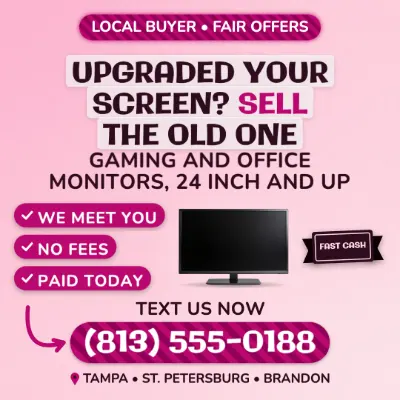 LOCAL BUYER • FAIR OFFERS
UPGRADED YOUR
SCREEN? SELL
THE OLD ONE
GAMING AND OFFICE
MONITORS, 24 INCH AND UP
✓ WE MEET YOU
✓ NO FEES
✓ PAID TODAY
FAST CASH
TEXT US NOW
(813) 555-0188
TAMPA • ST. PETERSBURG • BRANDON